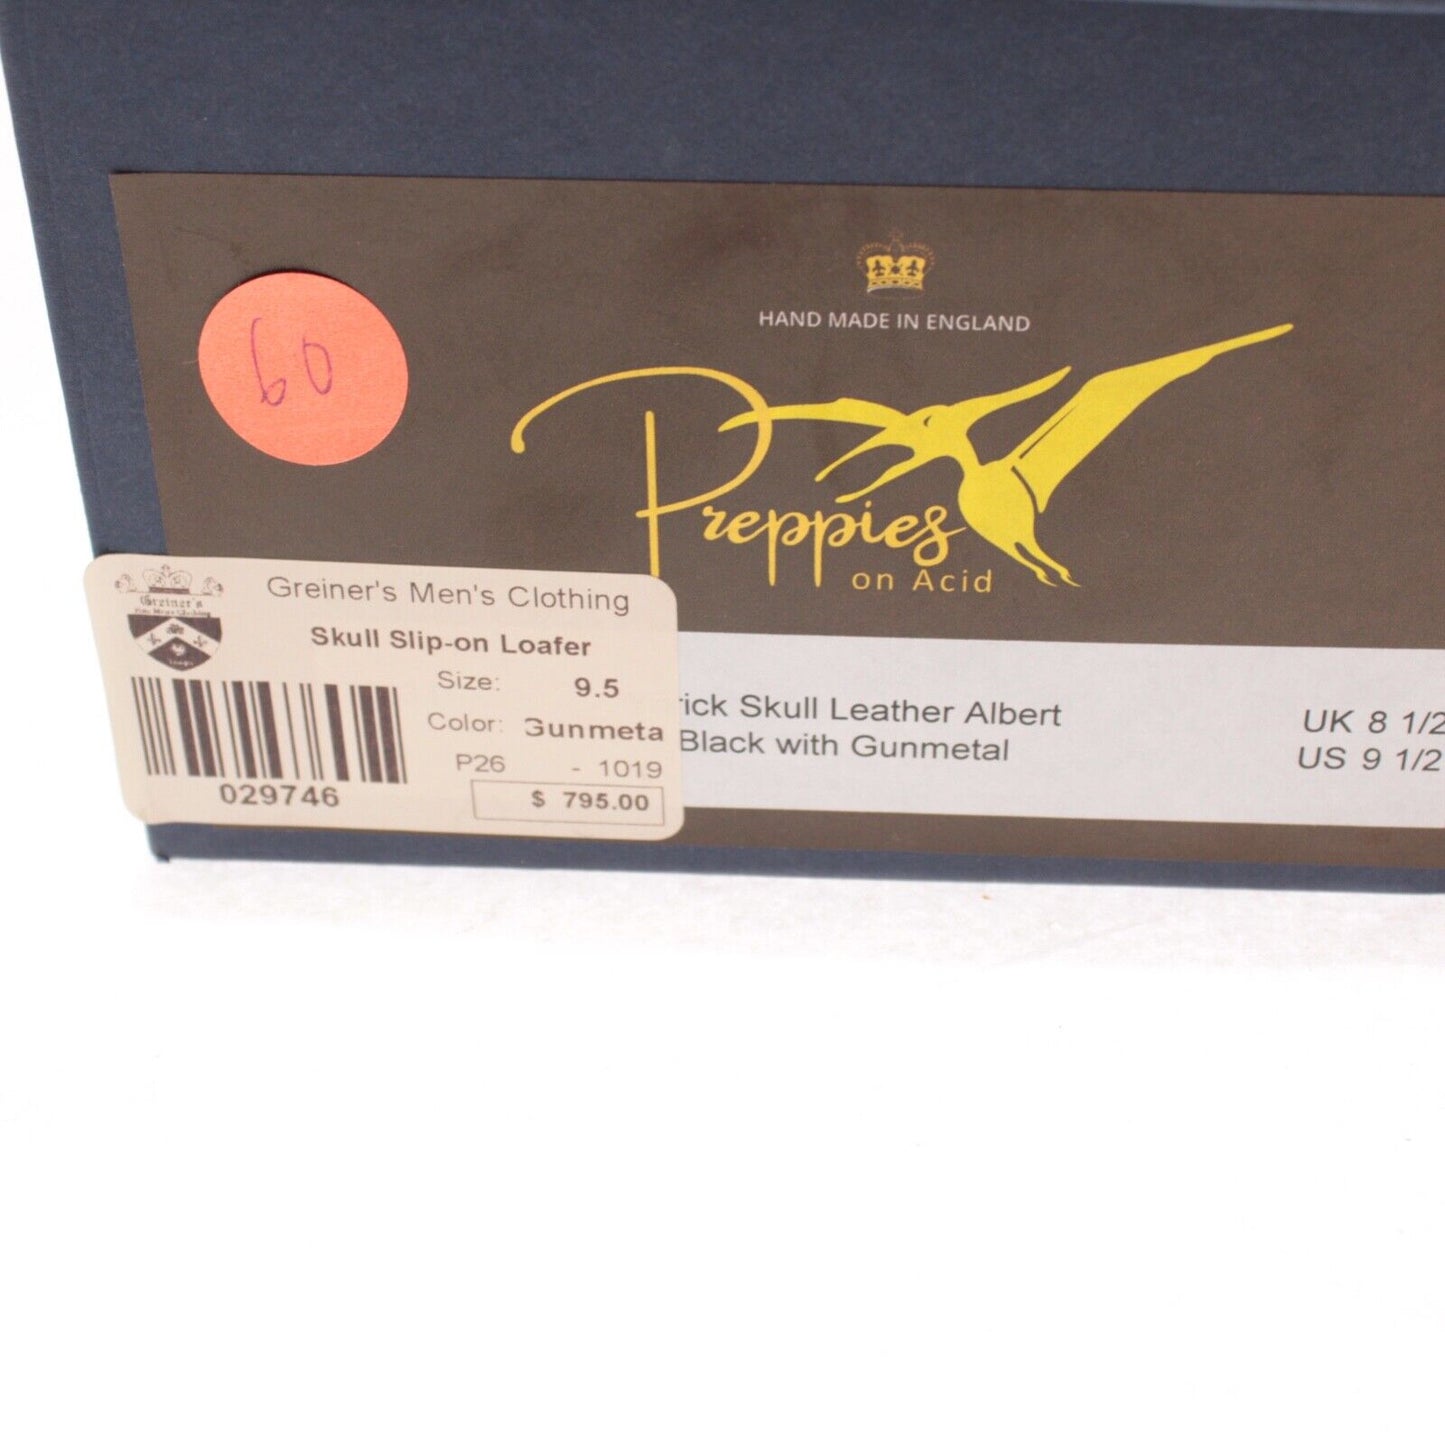 60
HAND MADE IN ENGLAND
Preppies
on Acid
Greiner's
Greiner's Men's Clothing
Skull Slip-on Loafer
Size: 9.5
Color: Gunmeta
P26 - 1019
029746
$ 795.00
rick Skull Leather Albert
Black with Gunmetal
UK 8 1/2
US 9 1/2